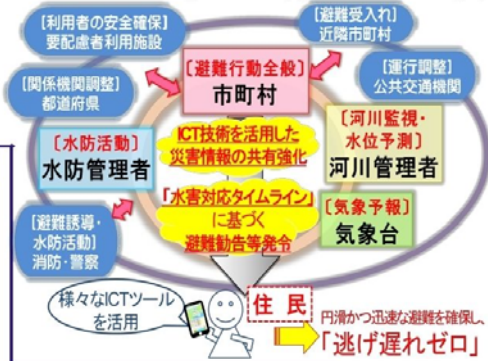 [利用者の安全確保]
要配慮者利用施設
[避難受入れ]
近隣市町村
[関係機関調整]
都道府県
〔避難行動全般〕
市町村
[運行調整]
公共交通機関
〔水防活動〕
水防管理者
ICT技術を活用した
災害情報の共有強化
〔河川監視・
水位予測〕
河川管理者
「水害対応タイムライン」
に基づく
避難勧告等発令
〔気象予報〕
気象台
[避難誘導・
水防活動]
消防・警察
様々なICTツール
を活用
住民
円滑かつ迅速な避難を確保し、
「逃げ遅れゼロ」